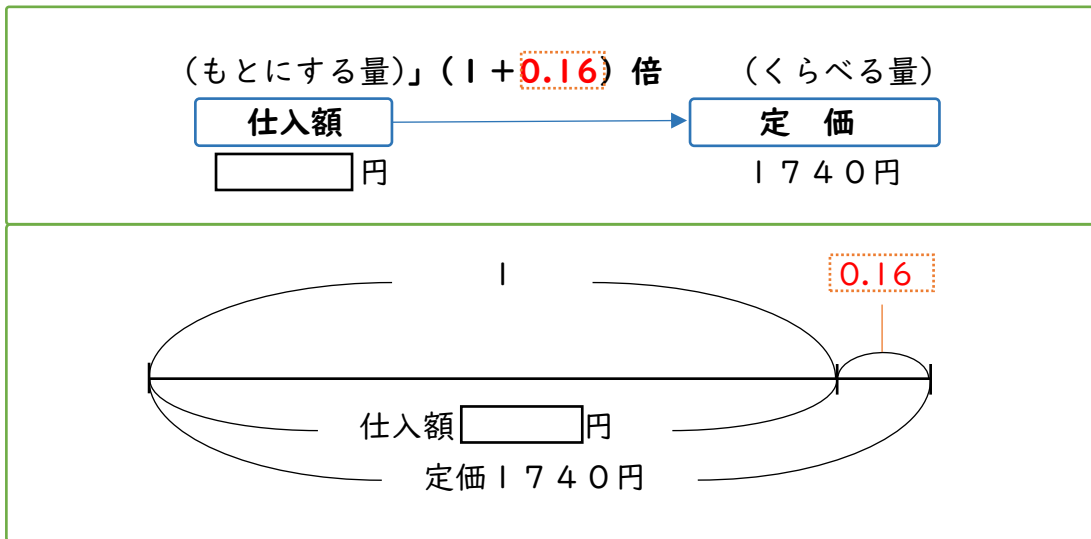 (もとにする量)」(1+0.16) 倍 (くらべる量)
仕入額 定 価
円 1740円
1 0.16
仕入額 円
定価1740円